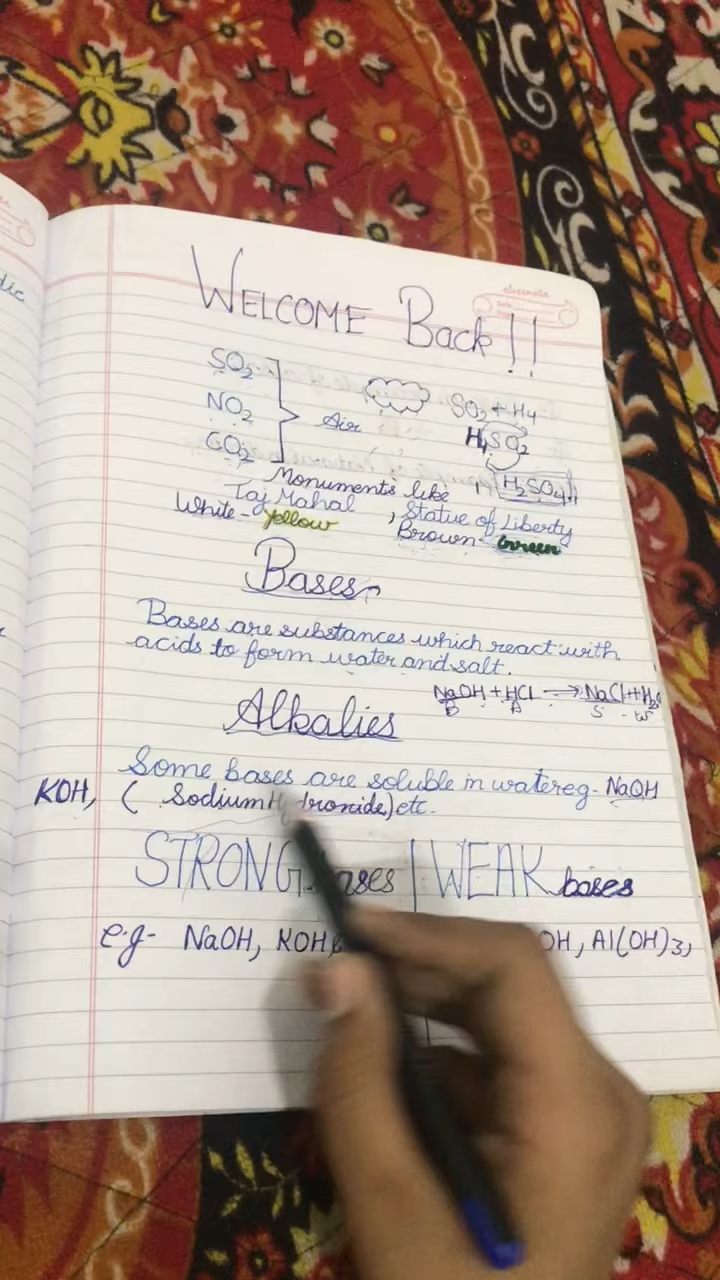 WELCOME Back!!
classmate
SO2
NO2
CO2
Air
SO2 + H4
H4SO2
H2SO4
Monuments like
Taj Mahal , Statue of Liberty
White - Yellow
Brown - Green
Bases
Bases are substances which react with
acids to form water and salt.
NaOH + HCl → NaCl + H2O
B A S W
Alkalies
Some bases are soluble in water eg - NaOH
KOH, ( Sodium etc.
STRONG | WEAK bases
e.g- NaOH, KOH, Al(OH)3,
dic